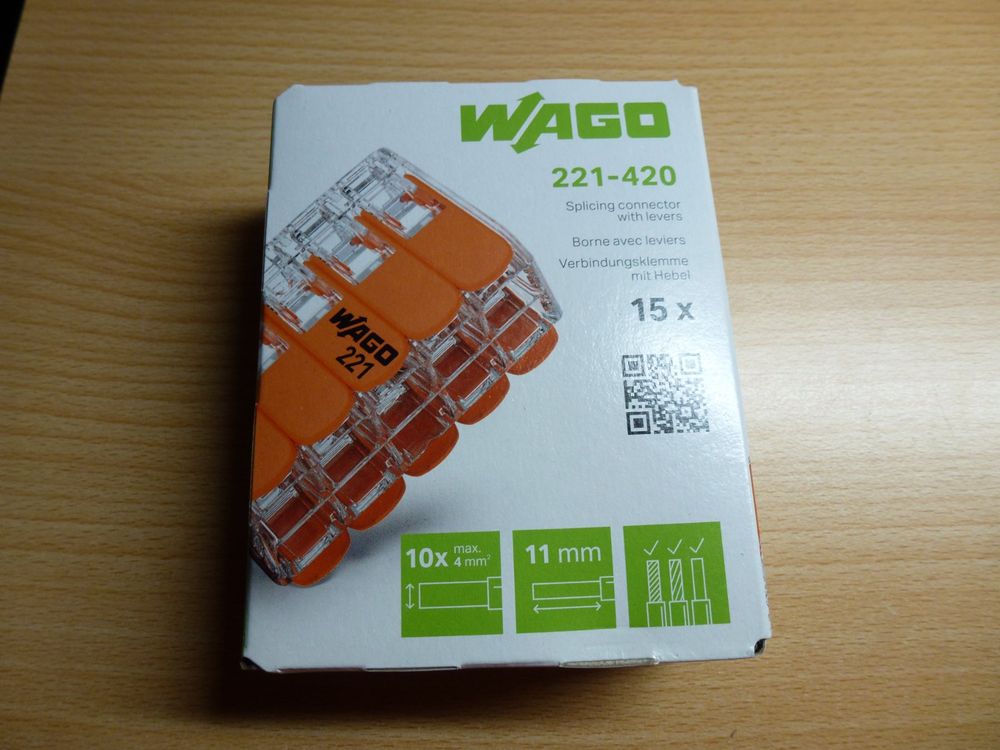 WAGO
221-420
Splicing connector
with levers
Borne avec leviers
Verbindungsklemme
mit Hebel
15 x
WAGO
221
10x max.
4 mm²
11 mm